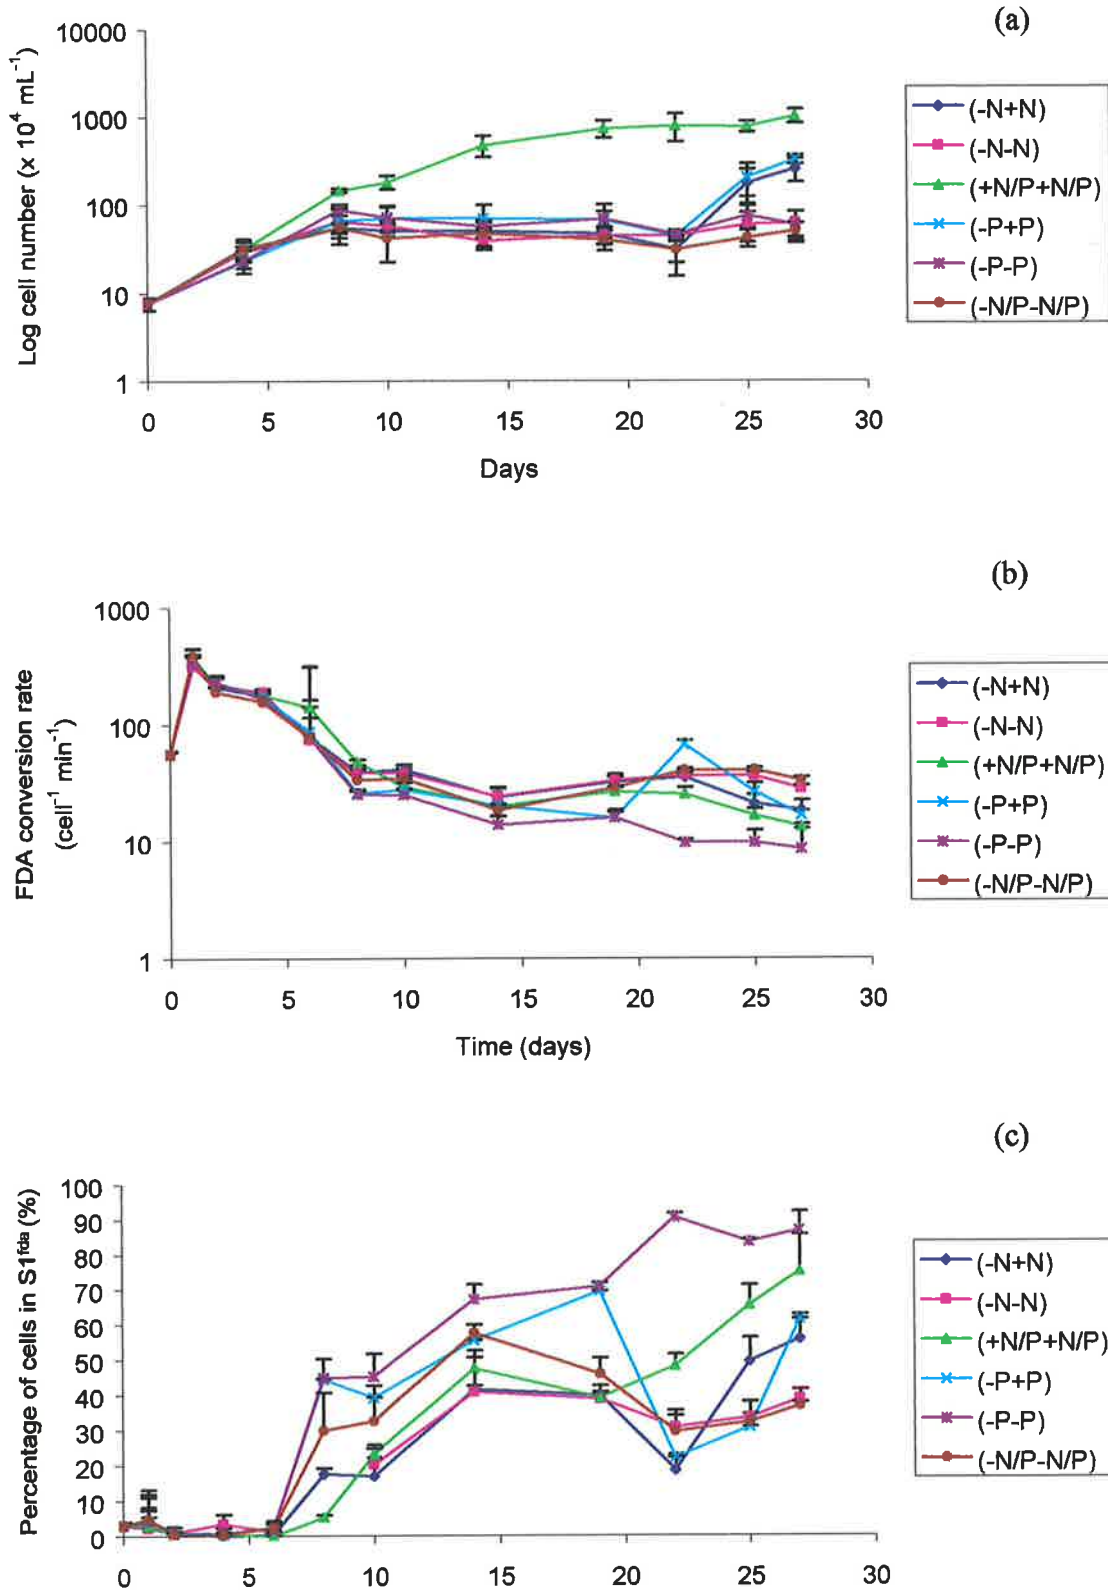 (a)
Log cell number (x 10⁴ mL⁻¹)
10000
1000
100
10
1
0 5 10 15 20 25 30
Days
(-N+N)
(-N-N)
(+N/P+N/P)
(-P+P)
(-P-P)
(-N/P-N/P)
(b)
FDA conversion rate
(cell⁻¹ min⁻¹)
1000
100
10
1
0 5 10 15 20 25 30
Time (days)
(-N+N)
(-N-N)
(+N/P+N/P)
(-P+P)
(-P-P)
(-N/P-N/P)
(c)
Percentage of cells in S1ᶠᵈᵃ (%)
100
90
80
70
60
50
40
30
20
10
0
0 5 10 15 20 25 30
(-N+N)
(-N-N)
(+N/P+N/P)
(-P+P)
(-P-P)
(-N/P-N/P)